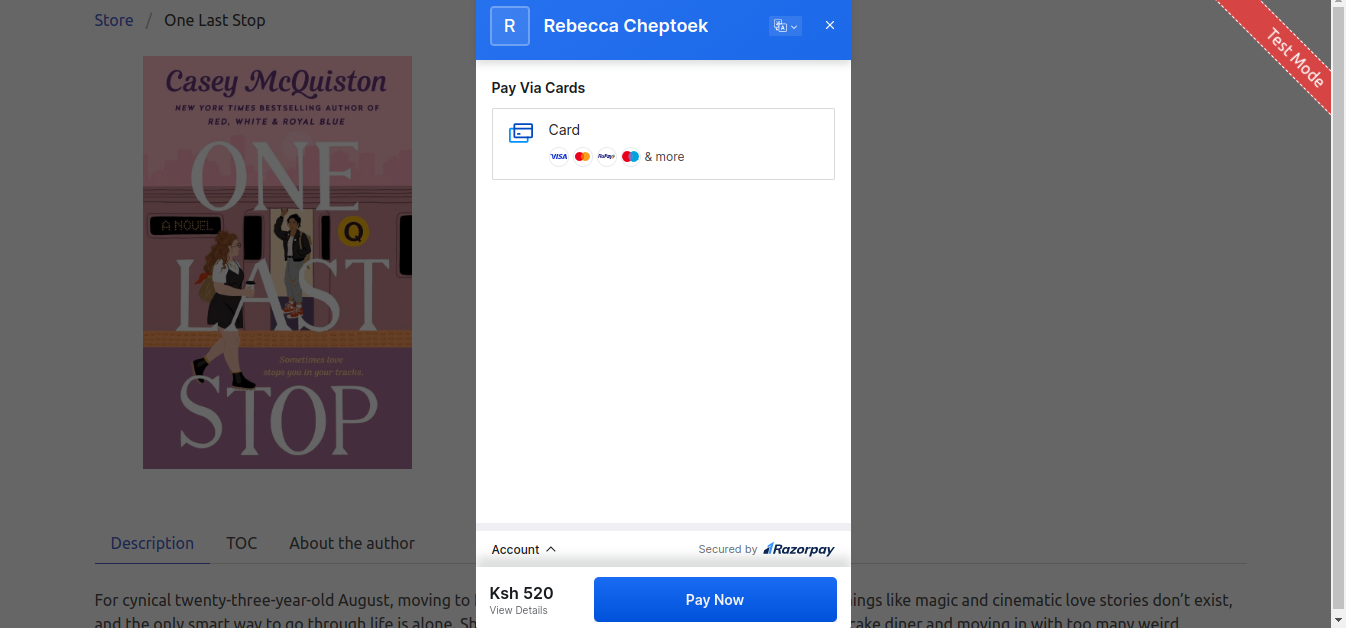 Store / One Last Stop
Casey McQuiston
NEW YORK TIMES BESTSELLING AUTHOR OF
RED, WHITE & ROYAL BLUE
ONE
A NOVEL
Q
LAST
Sometimes love
stops you in your tracks.
STOP
R
Rebecca Cheptoek
Test Mode
Pay Via Cards
Card
VISA RuPay & more
Account
Secured by Razorpay
Ksh 520
View Details
Pay Now
Description TOC About the author
For cynical twenty-three-year-old August, moving to
ings like magic and cinematic love stories don’t exist,
and the only smart way to go through life is alone. Sh
cake diner and moving in with too many weird